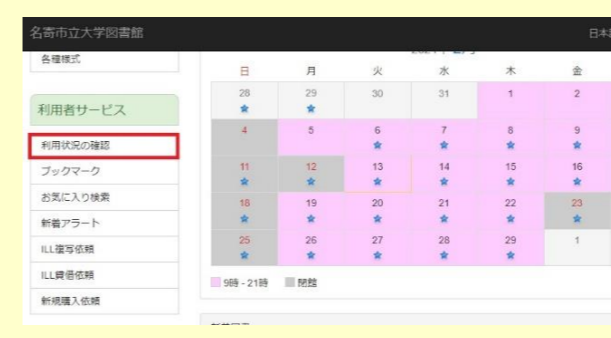 名寄市立大学図書館
日本
各種様式
利用者サービス
利用状況の確認
ブックマーク
お気に入り検索
新着アラート
ILL複写依頼
ILL貸借依頼
新規購入依頼
日 月 火 水 木 金
28 29 30 31 1 2
4 5 6 7 8 9
11 12 13 14 15 16
18 19 20 21 22 23
25 26 27 28 29 1
9時 - 21時 閉館